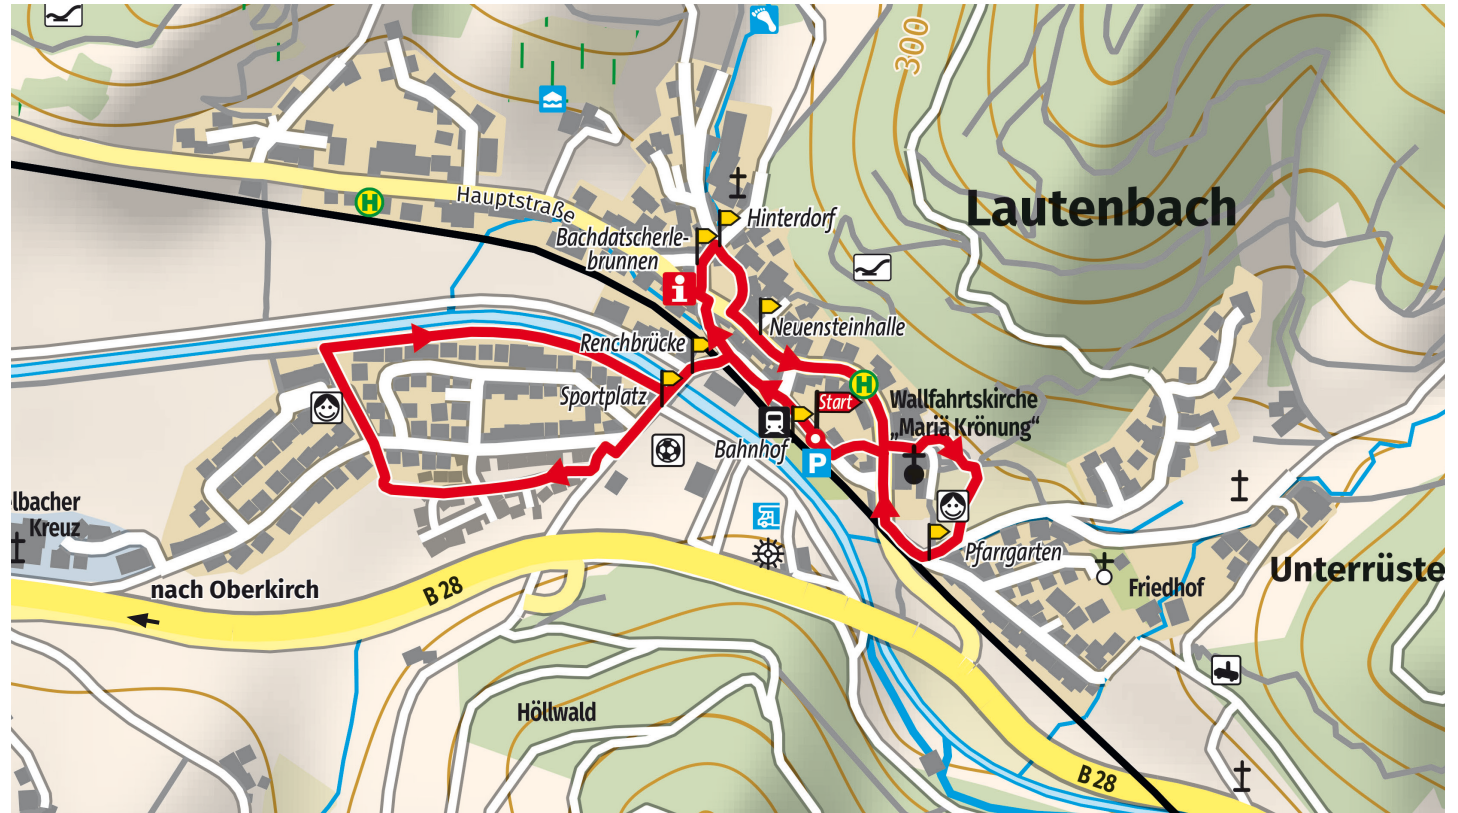 300
Hauptstraße
Lautenbach
Hinterdorf
Bachdatscherle-
brunnen
i
H
Neuensteinhalle
Renchbrücke
Sportplatz
H
Start
Wallfahrtskirche
„Mariä Krönung“
Bahnhof
P
lbacher
Kreuz
Pfarrgarten
nach Oberkirch
B 28
Friedhof
Unterrüste
Höllwald
B 28